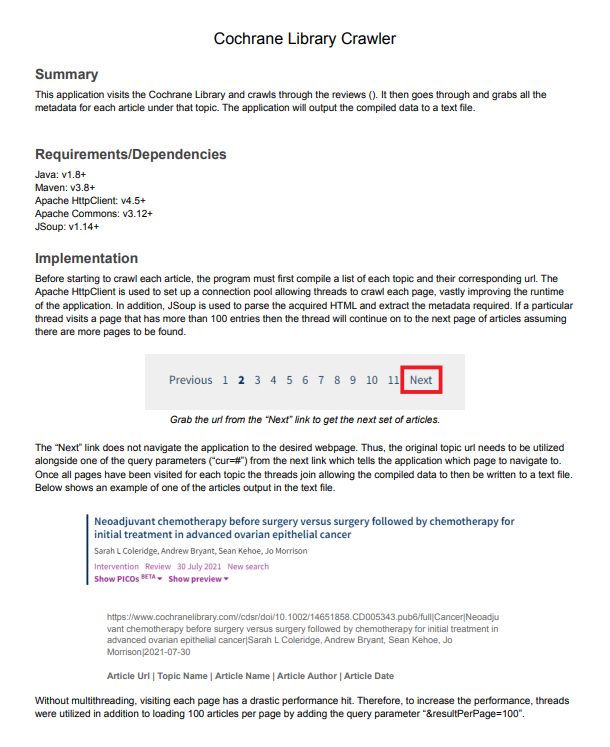 Cochrane Library Crawler
Summary
This application visits the Cochrane Library and crawls through the reviews (). It then goes through and grabs all the
metadata for each article under that topic. The application will output the compiled data to a text file.
Requirements/Dependencies
Java: v1.8+
Maven: v3.8+
Apache HttpClient: v4.5+
Apache Commons: v3.12+
JSoup: v1.14+
Implementation
Before starting to crawl each article, the program must first compile a list of each topic and their corresponding url. The
Apache HttpClient is used to set up a connection pool allowing threads to crawl each page, vastly improving the runtime
of the application. In addition, JSoup is used to parse the acquired HTML and extract the metadata required. If a particular
thread visits a page that has more than 100 entries then the thread will continue on to the next page of articles assuming
there are more pages to be found.
Previous 1 2 3 4 5 6 7 8 9 10 11 Next
Grab the url from the “Next” link to get the next set of articles.
The “Next” link does not navigate the application to the desired webpage. Thus, the original topic url needs to be utilized
alongside one of the query parameters (“cur=#”) from the next link which tells the application which page to navigate to.
Once all pages have been visited for each topic the threads join allowing the compiled data to then be written to a text file.
Below shows an example of one of the articles output in the text file.
Neoadjuvant chemotherapy before surgery versus surgery followed by chemotherapy for
initial treatment in advanced ovarian epithelial cancer
Sarah L Coleridge, Andrew Bryant, Sean Kehoe, Jo Morrison
Intervention Review 30 July 2021 New search
Show PICOs BETA Show preview
https://www.cochranelibrary.com//cdsr/doi/10.1002/14651858.CD005343.pub6/full|Cancer|Neoadju
vant chemotherapy before surgery versus surgery followed by chemotherapy for initial treatment in
advanced ovarian epithelial cancer|Sarah L Coleridge, Andrew Bryant, Sean Kehoe, Jo
Morrison|2021-07-30
Article Url | Topic Name | Article Name | Article Author | Article Date
Without multithreading, visiting each page has a drastic performance hit. Therefore, to increase the performance, threads
were utilized in addition to loading 100 articles per page by adding the query parameter “&resultPerPage=100”.